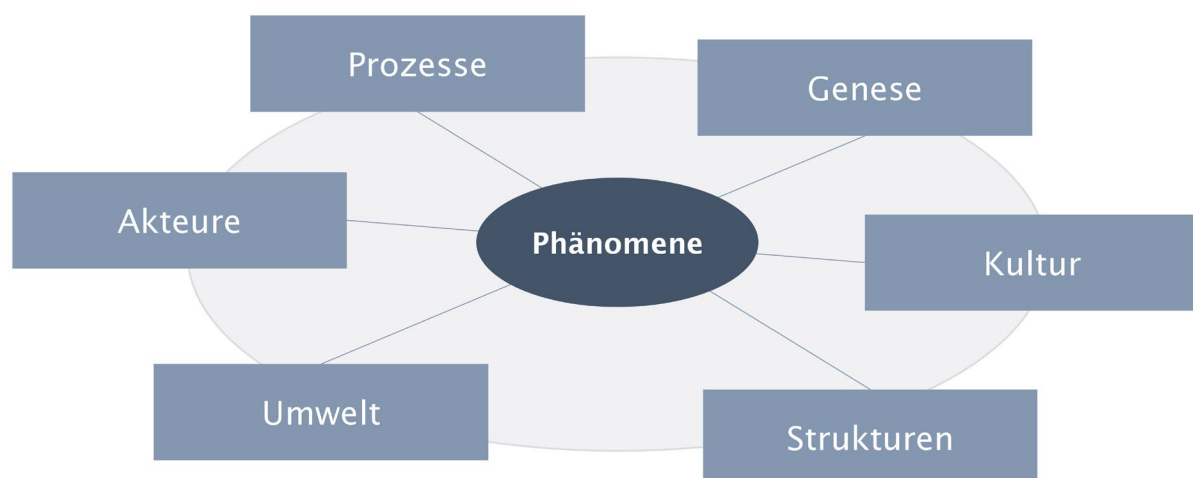 Prozesse
Genese
Akteure
Phänomene
Kultur
Umwelt
Strukturen